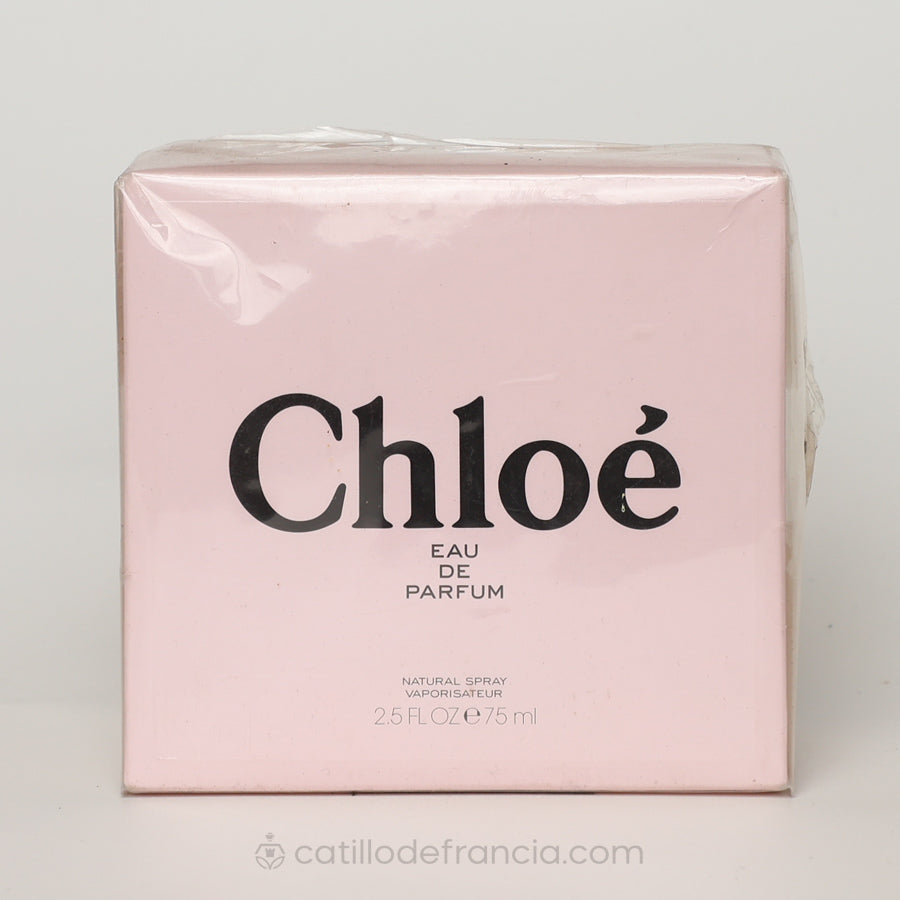 Chloé
EAU
DE
PARFUM
NATURAL SPRAY
VAPORISATEUR
2.5 FL OZ ℮ 75 ml
catillodefrancia.com